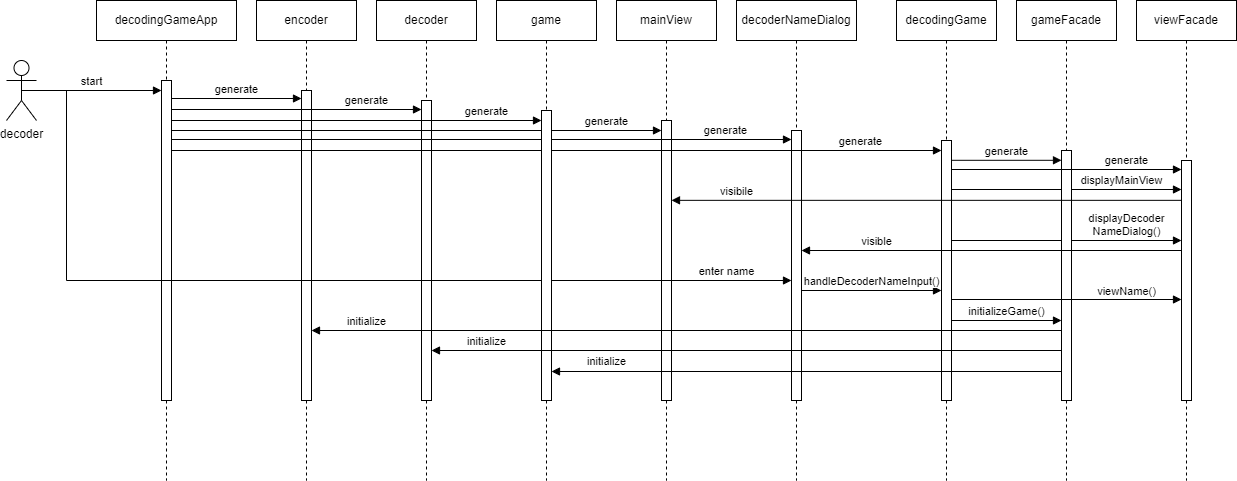 decodingGameApp
encoder
decoder
game
mainView
decoderNameDialog
decodingGame
gameFacade
viewFacade
decoder
start
generate
generate
generate
generate
generate
generate
generate
generate
displayMainView
visibile
displayDecoder
NameDialog()
visible
enter name
handleDecoderNameInput()
viewName()
initializeGame()
initialize
initialize
initialize